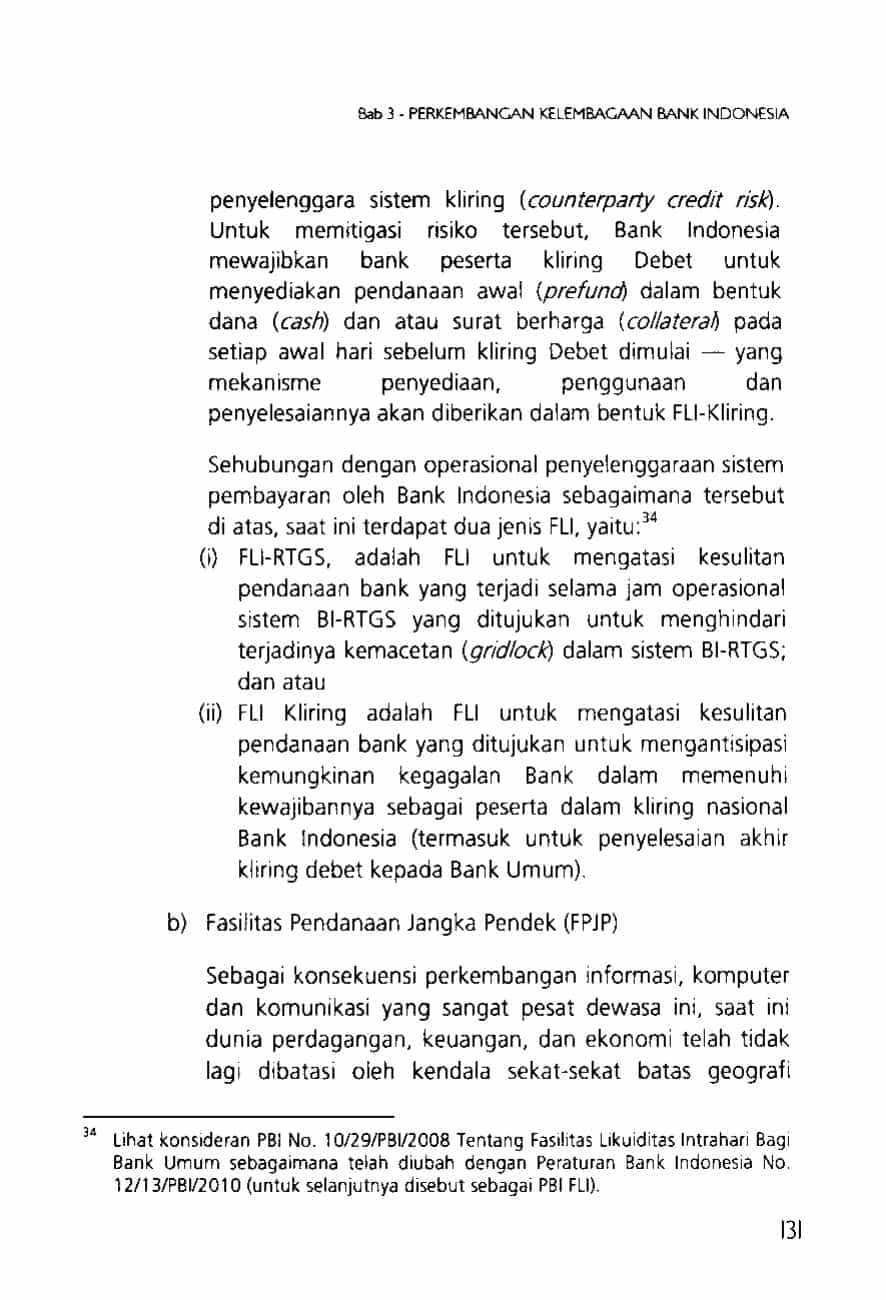 Bab 3 - PERKEMBANGAN KELEMBAGAAN BANK INDONESIA
penyelenggara sistem kliring (counterparty credit risk).
Untuk memitigasi risiko tersebut, Bank Indonesia
mewajibkan bank peserta kliring Debet untuk
menyediakan pendanaan awal (prefund) dalam bentuk
dana (cash) dan atau surat berharga (collateral) pada
setiap awal hari sebelum kliring Debet dimulai — yang
mekanisme penyediaan, penggunaan dan
penyelesaiannya akan diberikan dalam bentuk FLI-Kliring.
Sehubungan dengan operasional penyelenggaraan sistem
pembayaran oleh Bank Indonesia sebagaimana tersebut
di atas, saat ini terdapat dua jenis FLI, yaitu:34
(i) FLI-RTGS, adalah FLI untuk mengatasi kesulitan
pendanaan bank yang terjadi selama jam operasional
sistem BI-RTGS yang ditujukan untuk menghindari
terjadinya kemacetan (gridlock) dalam sistem BI-RTGS;
dan atau
(ii) FLI Kliring adalah FLI untuk mengatasi kesulitan
pendanaan bank yang ditujukan untuk mengantisipasi
kemungkinan kegagalan Bank dalam memenuhi
kewajibannya sebagai peserta dalam kliring nasional
Bank Indonesia (termasuk untuk penyelesaian akhir
kliring debet kepada Bank Umum).
b) Fasilitas Pendanaan Jangka Pendek (FPJP)
Sebagai konsekuensi perkembangan informasi, komputer
dan komunikasi yang sangat pesat dewasa ini, saat ini
dunia perdagangan, keuangan, dan ekonomi telah tidak
lagi dibatasi oleh kendala sekat-sekat batas geografi
34 Lihat konsideran PBI No. 10/29/PBI/2008 Tentang Fasilitas Likuiditas Intrahari Bagi
Bank Umum sebagaimana telah diubah dengan Peraturan Bank Indonesia No.
12/13/PBI/2010 (untuk selanjutnya disebut sebagai PBI FLI).
131